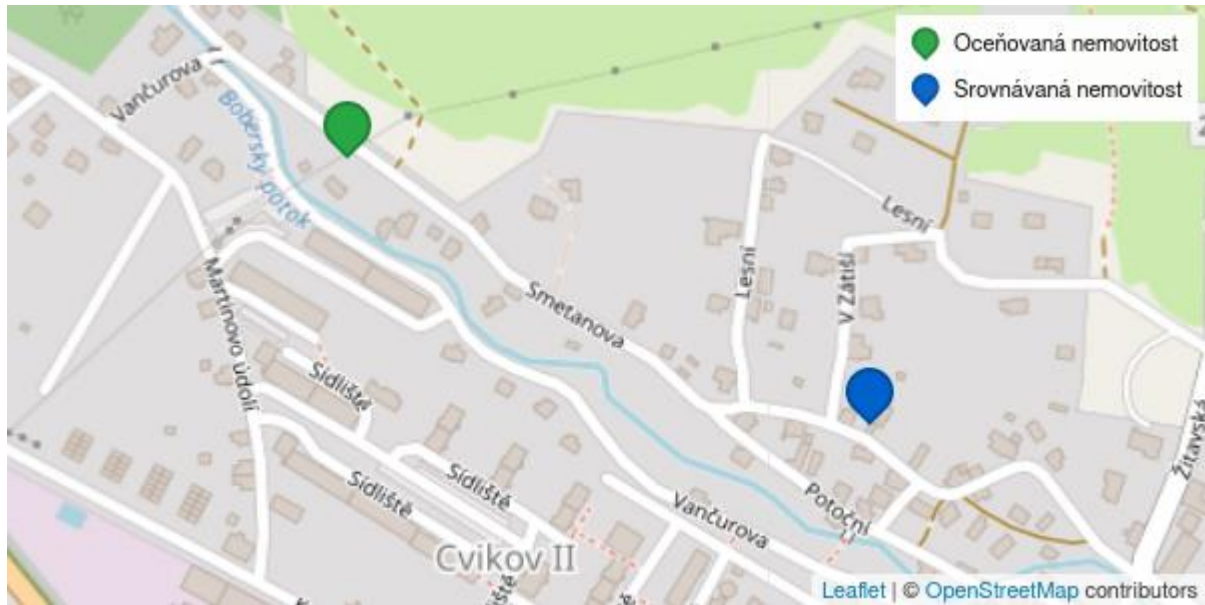 Oceňovaná nemovitost
Srovnávaná nemovitost
Vančurova
Boberský potok
Lesní
Lesní
V Zátiší
Martinovo údolí
Smetanova
Sídliště
Žitavská
Sídliště
Sídliště
Vančurova
Potoční
Cvikov II
Leaflet | © OpenStreetMap contributors